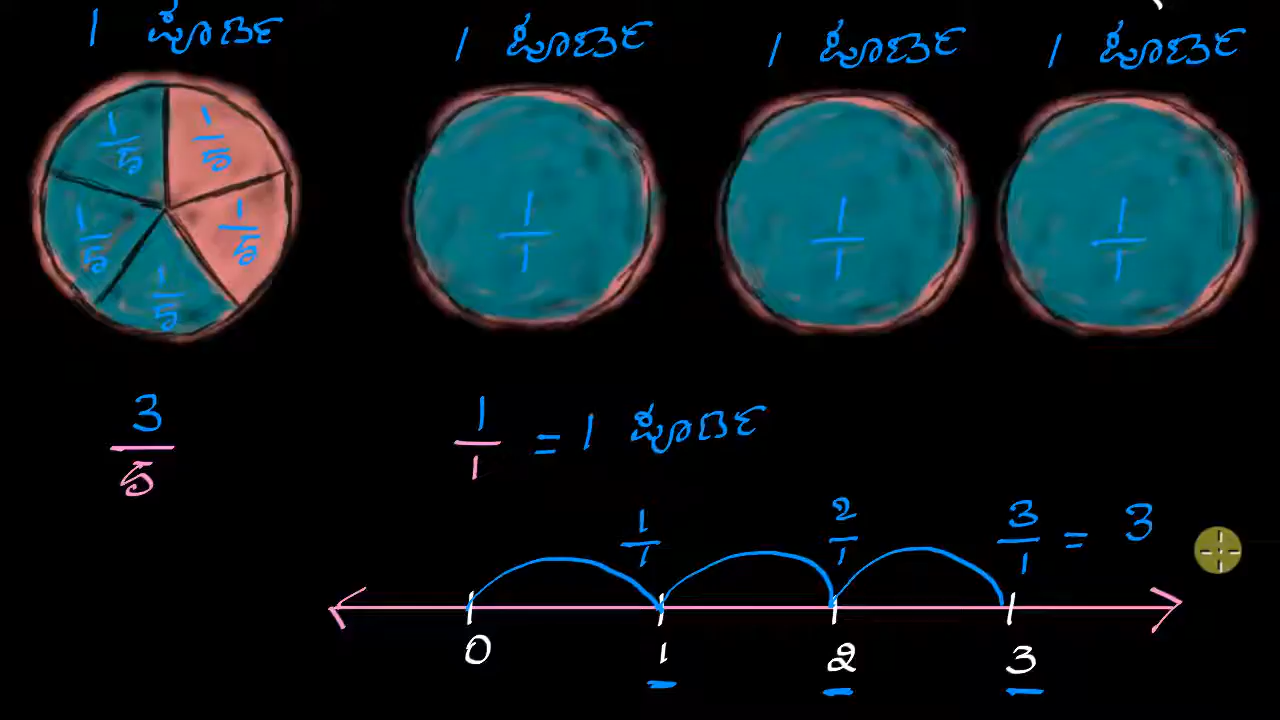 1 ಪೂರ್ಣ 1 ಪೂರ್ಣ 1 ಪೂರ್ಣ 1 ಪೂರ್ಣ
1/5 1/5
1/5 1/5 1/1 1/1 1/1
1/5
3/5 1/1 = 1 ಪೂರ್ಣ
1/1 2/1 3/1 = 3
0 1 2 3